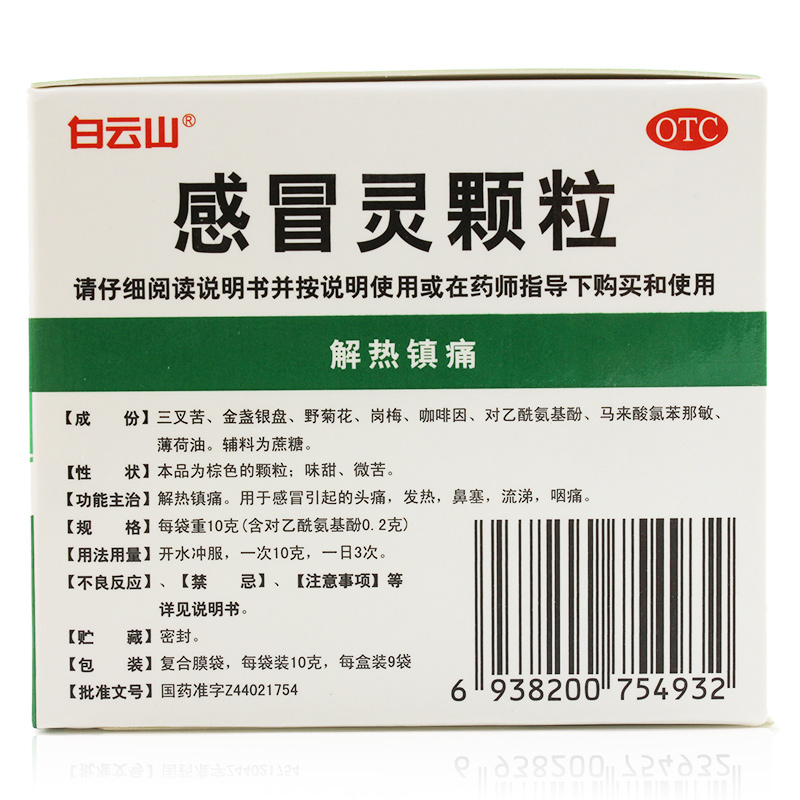 白云山®
OTC
感冒灵颗粒
请仔细阅读说明书并按说明使用或在药师指导下购买和使用
解热镇痛
【成 份】三叉苦、金盏银盘、野菊花、岗梅、咖啡因、对乙酰氨基酚、马来酸氯苯那敏、
薄荷油。辅料为蔗糖。
【性 状】本品为棕色的颗粒；味甜、微苦。
【功能主治】解热镇痛。用于感冒引起的头痛，发热，鼻塞，流涕，咽痛。
【规 格】每袋重10克(含对乙酰氨基酚0.2克)
【用法用量】开水冲服，一次10克，一日3次。
【不良反应】、【禁 忌】、【注意事项】等
详见说明书。
【贮 藏】密封。
【包 装】复合膜袋，每袋装10克，每盒装9袋
【批准文号】国药准字Z44021754
6 938200 754932